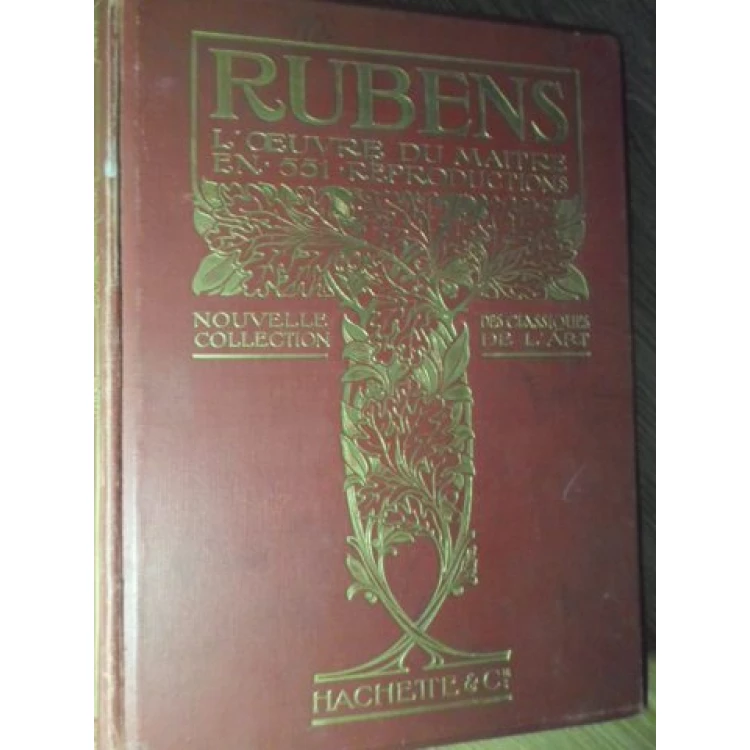 RUBENS
L'ŒUVRE DU MAITRE
EN · 551 · REPRODUCTIONS
NOUVELLE
COLLECTION
DES CLASSIQUES
DE L'ART
HACHETTE & CIE